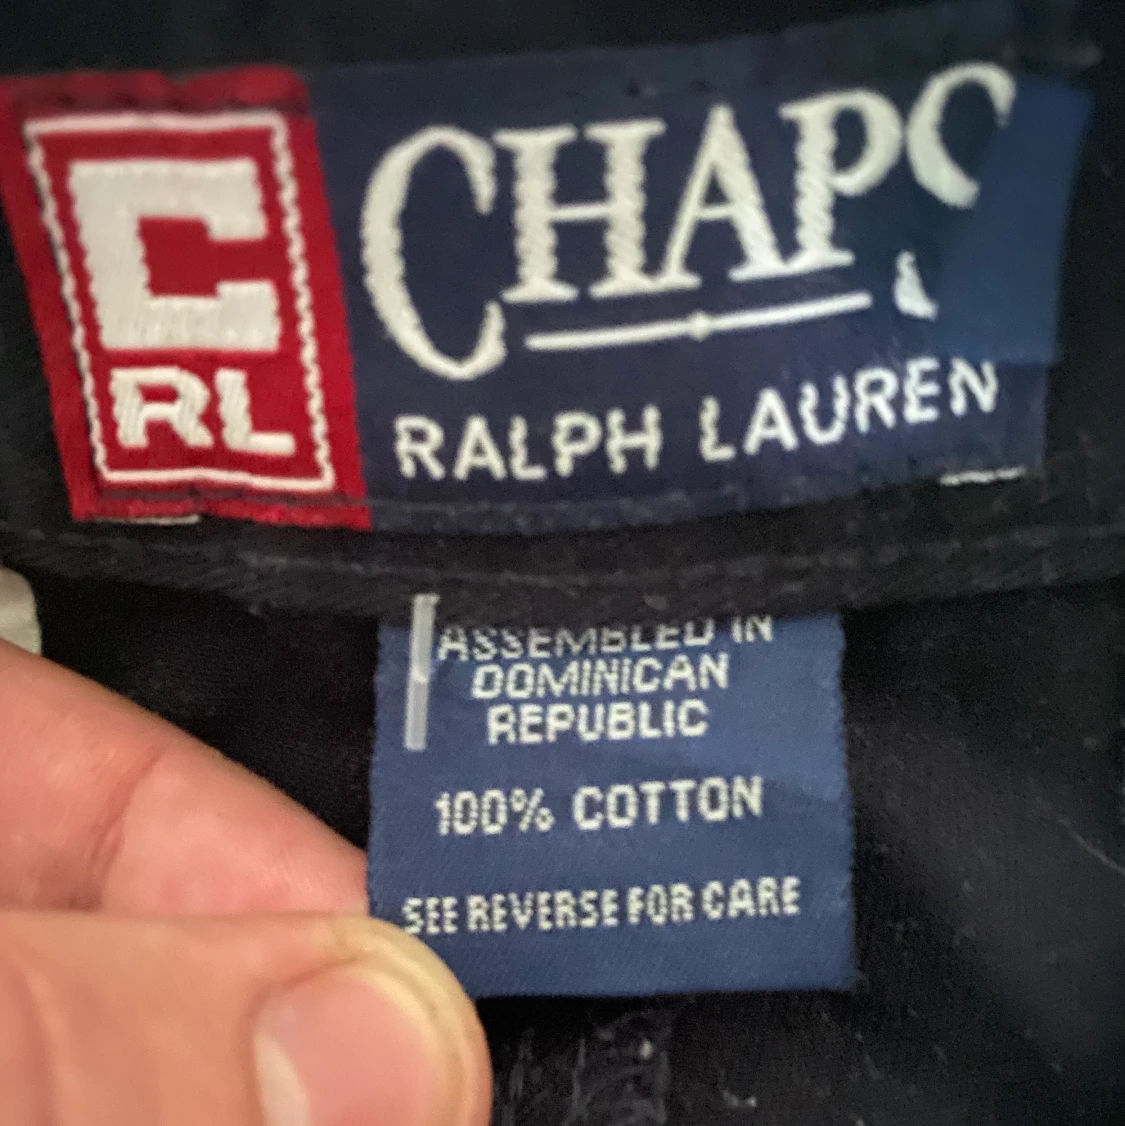 C
RL
CHAPS
RALPH LAUREN
ASSEMBLED IN
DOMINICAN
REPUBLIC
100% COTTON
SEE REVERSE FOR CARE